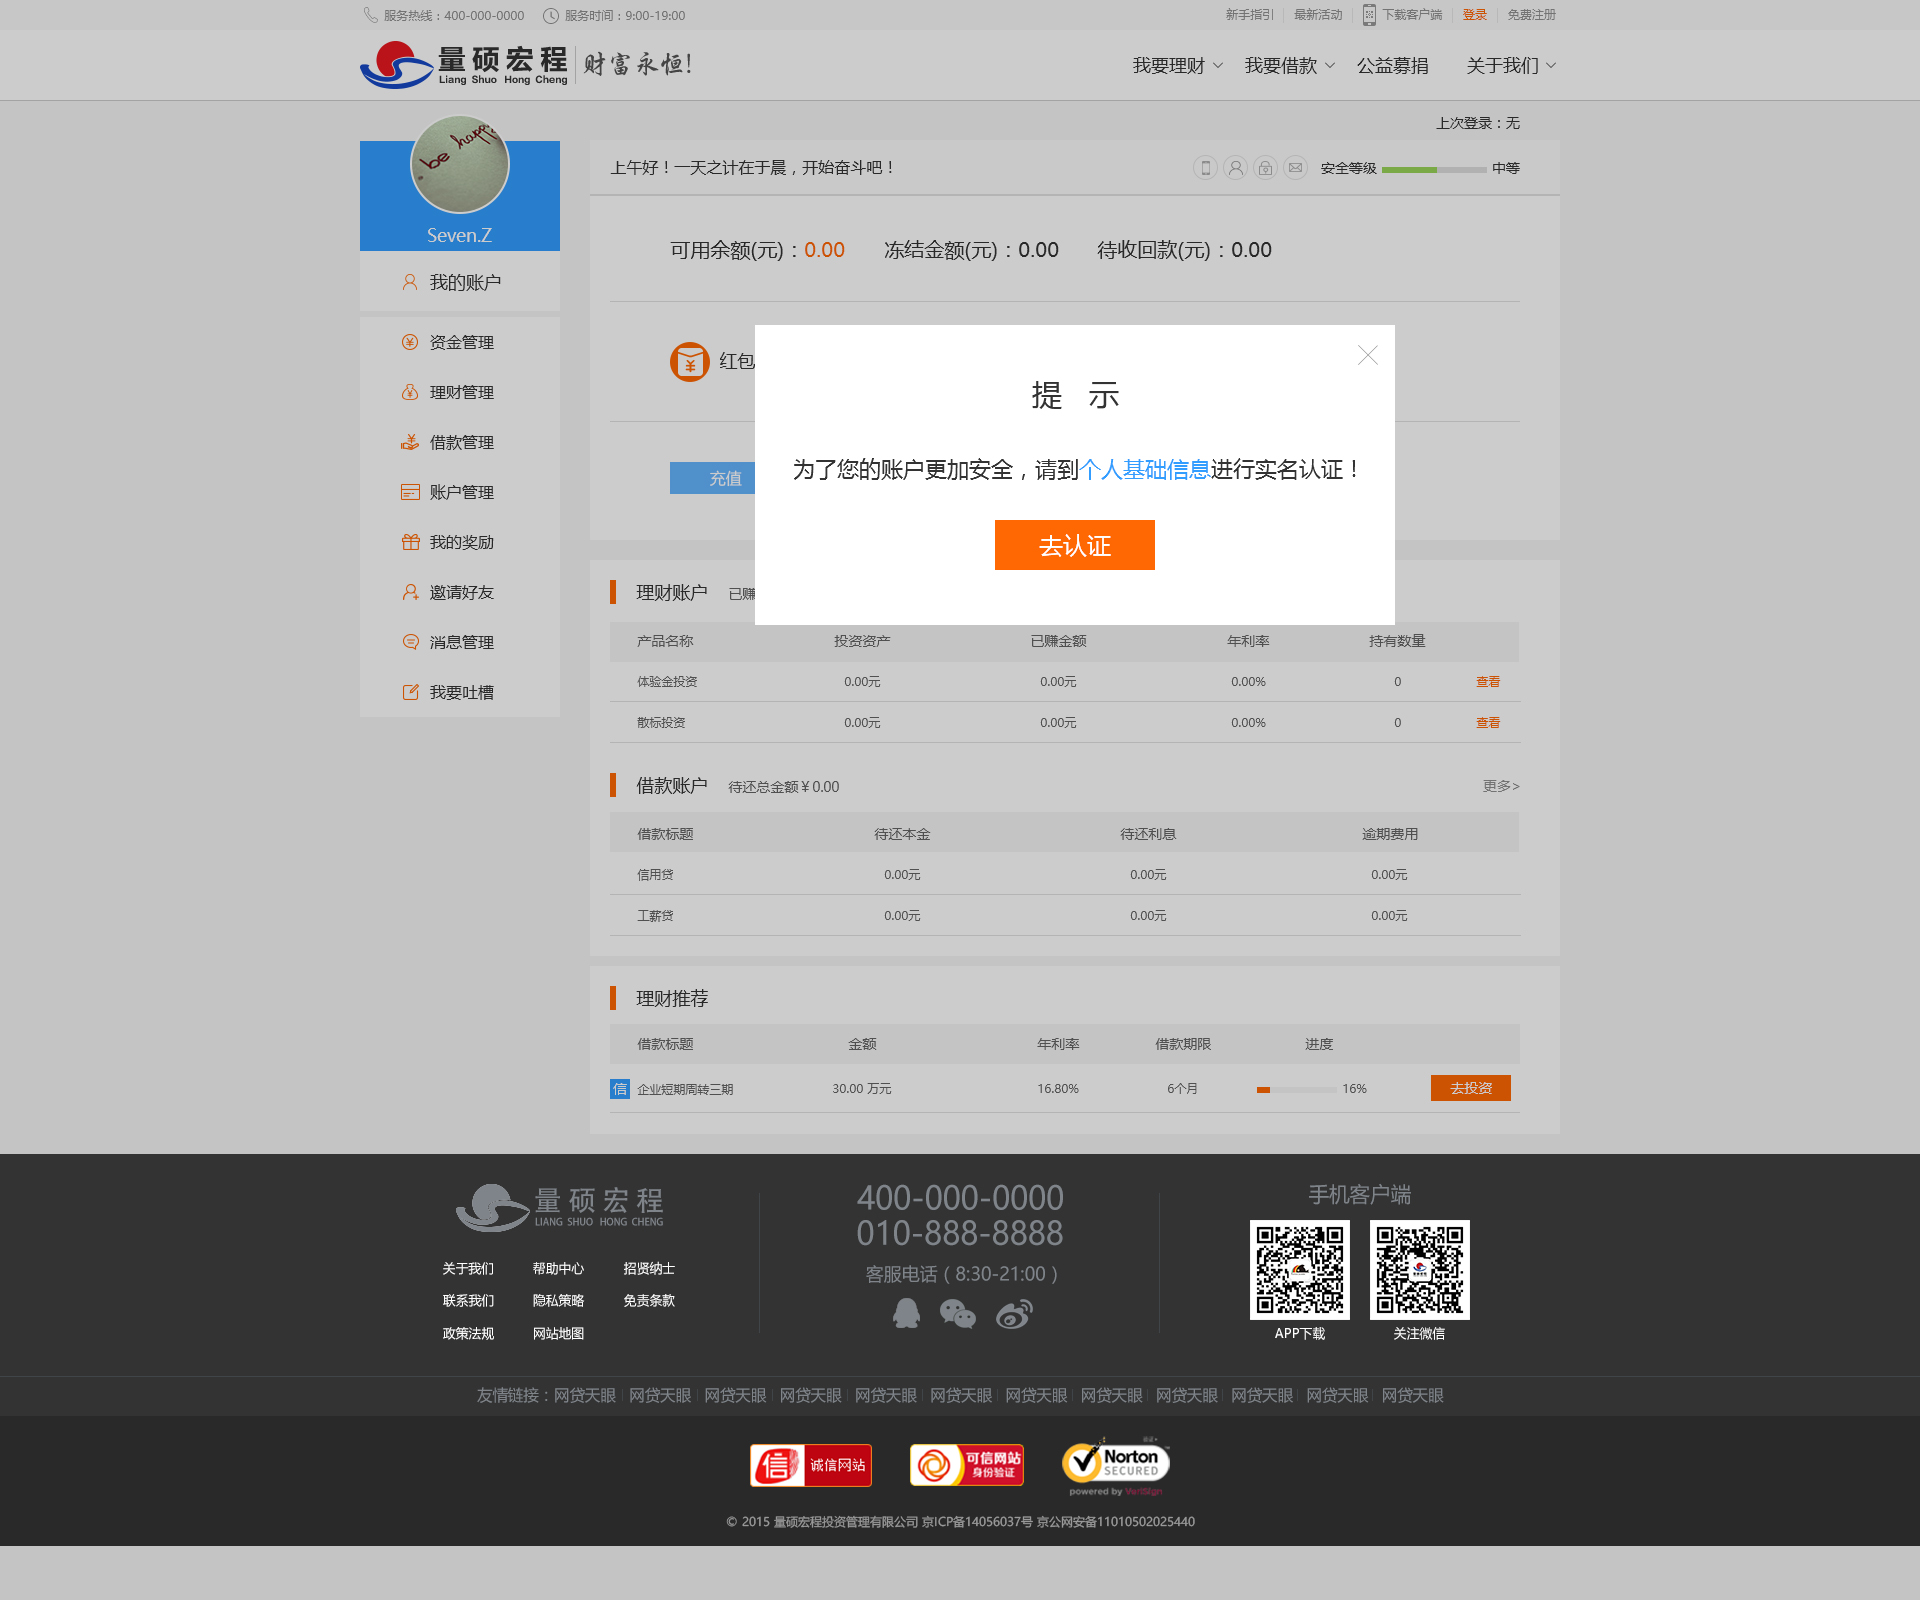 服务热线：400-000-0000 服务时间：9:00-19:00 新手指引 最新活动 下载客户端 登录 免费注册
量硕宏程 财富永恒! 我要理财 我要借款 公益募捐 关于我们
Liang Shuo Hong Cheng
上次登录：无
be happy
上午好！一天之计在于晨，开始奋斗吧！ 安全等级 中等
Seven.Z
可用余额(元)：0.00 冻结金额(元)：0.00 待收回款(元)：0.00
我的账户
资金管理
理财管理
借款管理
账户管理
我的奖励
邀请好友
消息管理
我要吐槽
红包
充值
提 示
为了您的账户更加安全，请到个人基础信息进行实名认证！
去认证
理财账户 已赚
产品名称 投资资产 已赚金额 年利率 持有数量
体验金投资 0.00元 0.00元 0.00% 0 查看
散标投资 0.00元 0.00元 0.00% 0 查看
借款账户 待还总金额¥0.00 更多>
借款标题 待还本金 待还利息 逾期费用
信用贷 0.00元 0.00元 0.00元
工薪贷 0.00元 0.00元 0.00元
理财推荐
借款标题 金额 年利率 借款期限 进度
信 企业短期周转三期 30.00 万元 16.80% 6个月 16% 去投资
量硕宏程
LIANG SHUO HONG CHENG
关于我们 帮助中心 招贤纳士
联系我们 隐私策略 免责条款
政策法规 网站地图
400-000-0000
010-888-8888
客服电话（8:30-21:00）
手机客户端
APP下载 关注微信
友情链接：网贷天眼 网贷天眼 网贷天眼 网贷天眼 网贷天眼 网贷天眼 网贷天眼 网贷天眼 网贷天眼 网贷天眼 网贷天眼 网贷天眼
信 诚信网站
可信网站
身份验证
Norton
SECURED
powered by VeriSign
© 2015 量硕宏程投资管理有限公司 京ICP备14056037号 京公网安备11010502025440